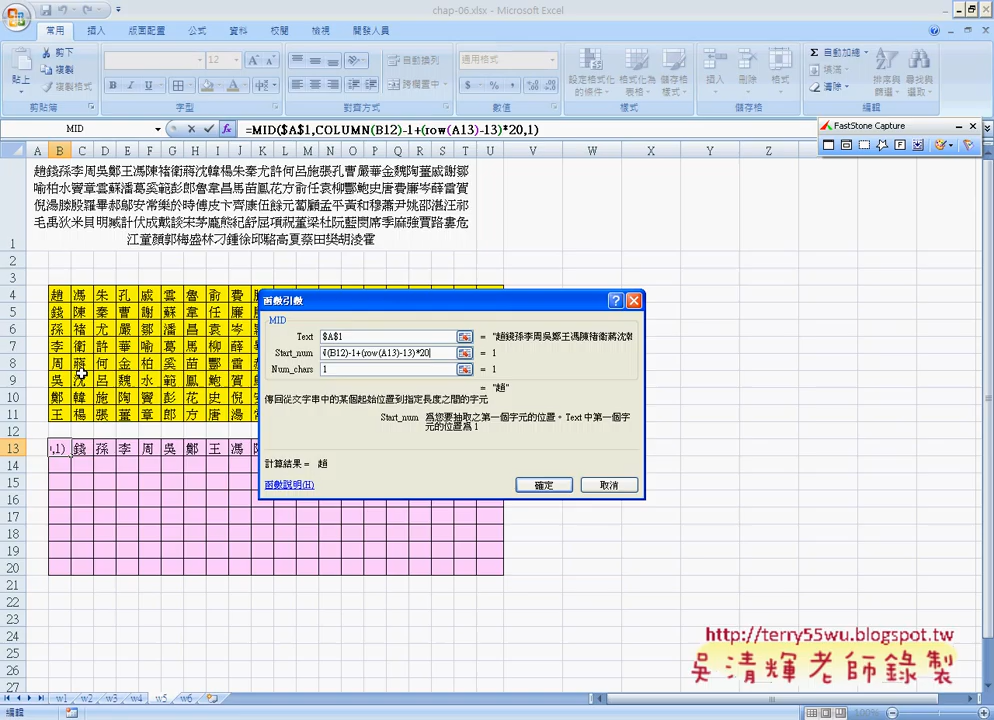 chap-06.xlsx - Microsoft Excel
常用 插入 版面配置 公式 資料 校閱 檢視 開發人員
剪下
複製
複製格式
貼上
12
自動換列
跨欄置中
通用格式
設定格式化的條件
格式化為表格
儲存格樣式
插入 刪除 格式
自動加總
填滿
清除
排序與篩選
尋找與選取
剪貼簿 字型 對齊方式 數值 樣式 儲存格 編輯
MID =MID($A$1,COLUMN(B12)-1+(row(A13)-13)*20,1)
FastStone Capture
A B C D E F G H I J K L M N O P Q R S T U V W X Y Z
趙錢孫李周吳鄭王馮陳褚衛蔣沈韓楊朱秦尤許何呂施張孔曹嚴華金魏陶薑戚謝鄒
喻柏水竇章雲蘇潘葛奚範彭郎魯韋昌馬苗鳳花方俞任袁柳酆鮑史唐費廉岑薛雷賀
倪湯滕殷羅畢郝鄔安常樂於時傅皮卞齊康伍餘元蔔顧孟平黃和穆蕭尹姚邵湛汪祁
毛禹狄米貝明臧計伏成戴談宋茅龐熊紀舒屈項祝董梁杜阮藍閔席季麻強賈路婁危
江童顏郭梅盛林刁鍾徐邱駱高夏蔡田樊胡淩霍
趙 馮 朱 孔 戚 雲 魯 俞 費
錢 陳 秦 曹 謝 蘇 韋 任 廉
孫 褚 尤 嚴 鄒 潘 昌 袁 岑
李 衛 許 華 喻 葛 馬 柳 薛
周 蔣 何 金 柏 奚 苗 酆 雷
吳 沈 呂 魏 水 範 鳳 鮑 賀
鄭 韓 施 陶 竇 彭 花 史 倪
王 楊 張 薑 章 郎 方 唐 湯
,1) 錢 孫 李 周 吳 鄭 王 馮
函數引數
MID
Text $A$1 = "趙錢孫李周吳鄭王馮陳褚衛蔣沈
Start_num (B12)-1+(row(A13)-13)*20 = 1
Num_chars 1 = 1
= "趙"
傳回從文字串中的某個起始位置到指定長度之間的字元
Start_num 為您要抽取之第一個字元的位置。Text 中第一個字元的位置為 1
計算結果 = 趙
函數說明(H)
確定 取消
http://terry55wu.blogspot.tw
吳清輝老師錄製
w1 w2 w3 w4 w5 w6
編輯
100%